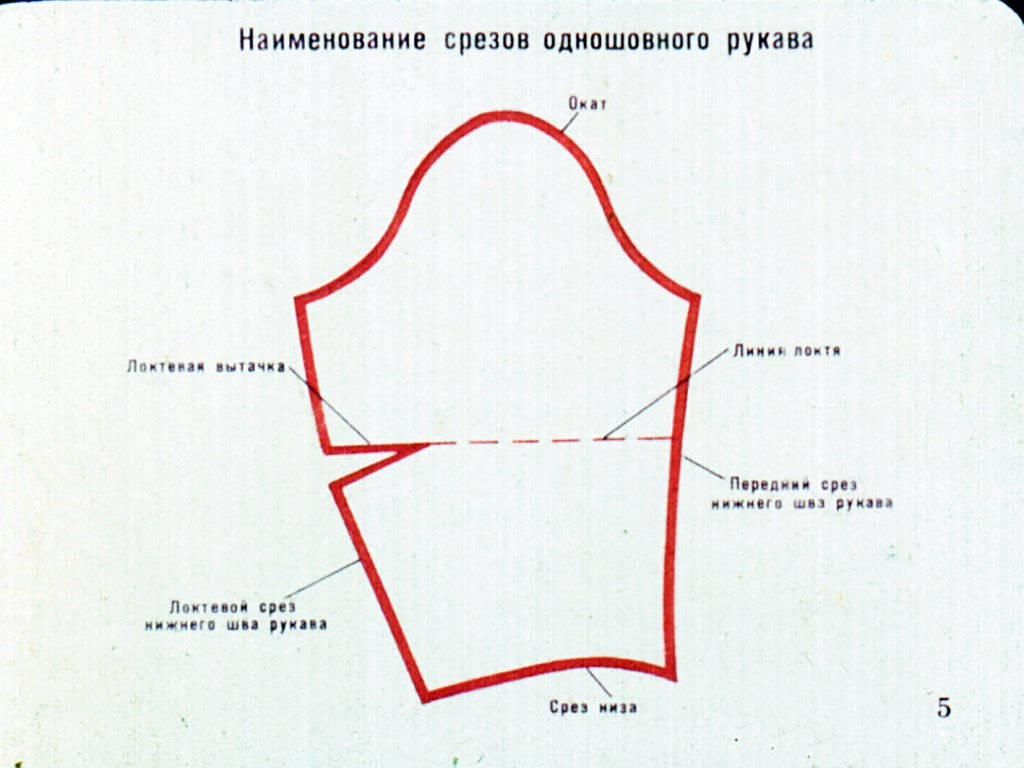 Наименование срезов одношовного рукава
Окат
Локтевая вытачка
Линия локтя
Передний срез
нижнего шва рукава
Локтевой срез
нижнего шва рукава
Срез низа
5